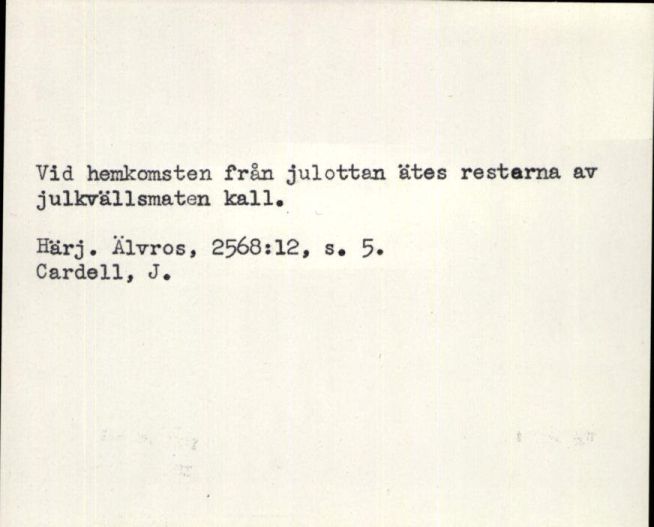 Vid hemkomsten från julottan ätes resterna av
julkvällsmaten kall.
Härj. Älvros, 2568:12, s. 5.
Cardell, J.